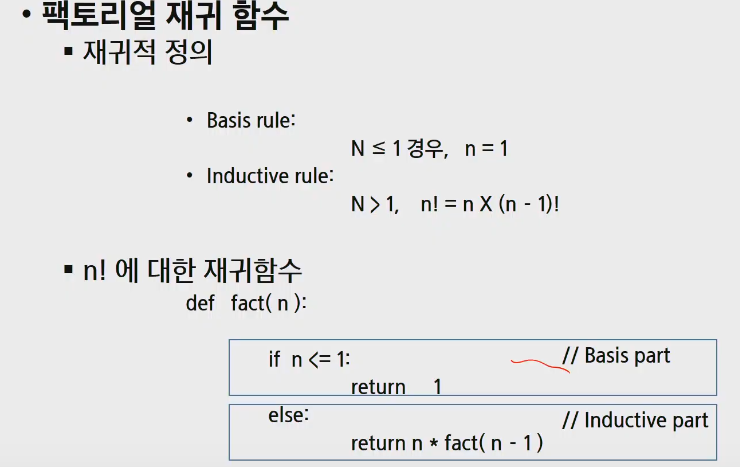 • 팩토리얼 재귀 함수
▪ 재귀적 정의
• Basis rule:
N ≤ 1 경우, n = 1
• Inductive rule:
N > 1, n! = n X (n - 1)!
▪ n! 에 대한 재귀함수
def fact( n ):
if n <= 1: // Basis part
return 1
else: // Inductive part
return n * fact( n - 1 )